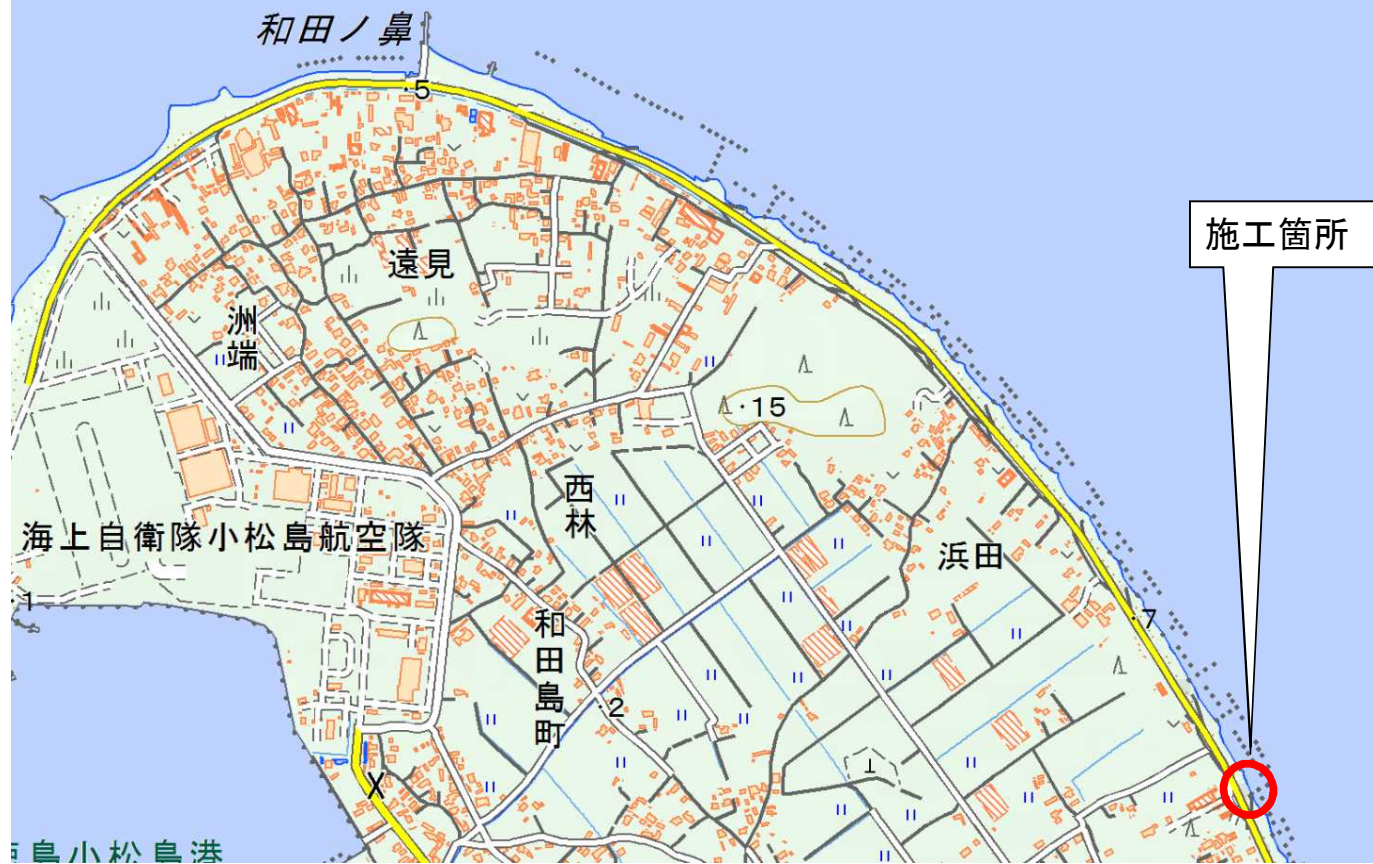 和田ノ鼻
・5
施工箇所
遠見
洲端
・15
西林
海上自衛隊小松島航空隊
浜田
1
・7
和田島町
・2
島小松島港